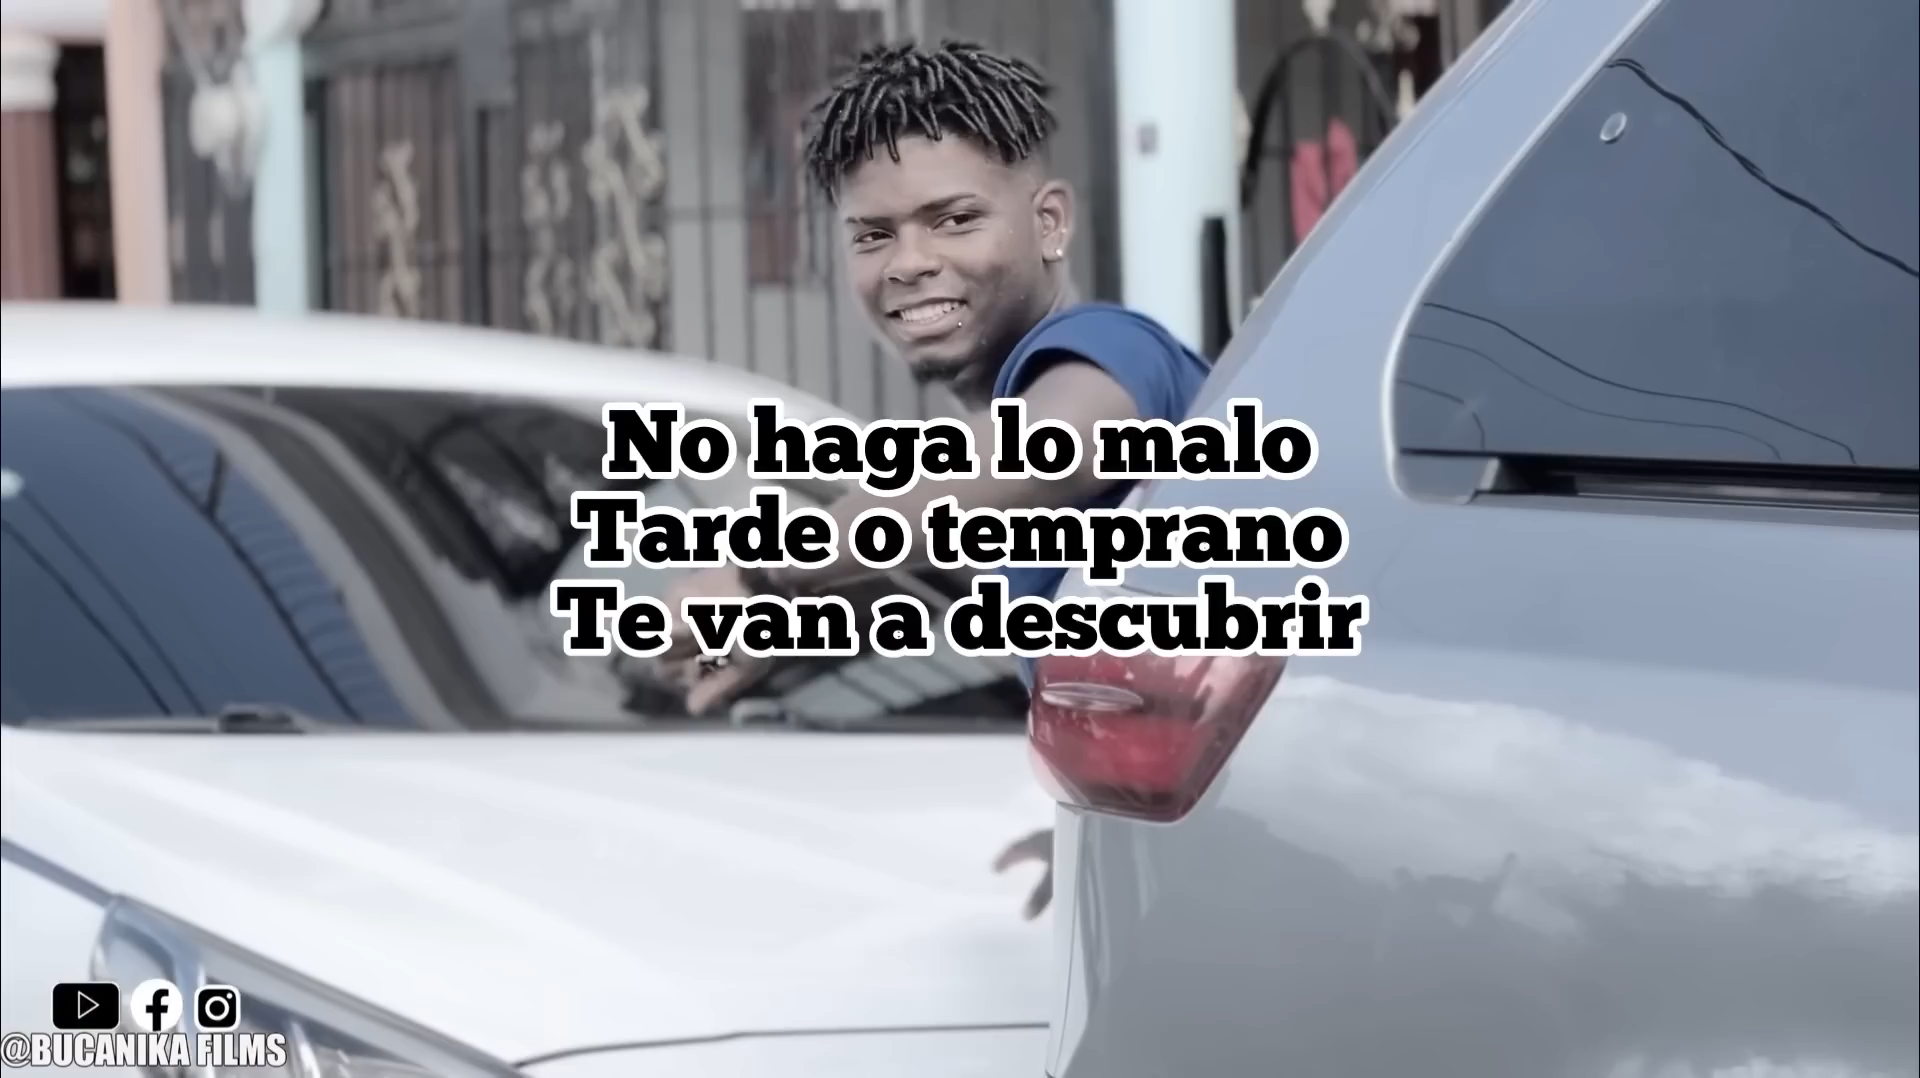 No haga lo malo
Tarde o temprano
Te van a descubrir
@BUCANIKA FILMS